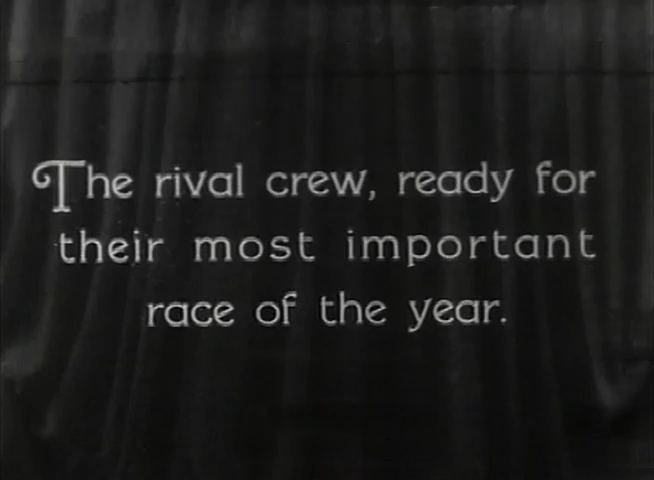 The rival crew, ready for
their most important
race of the year.